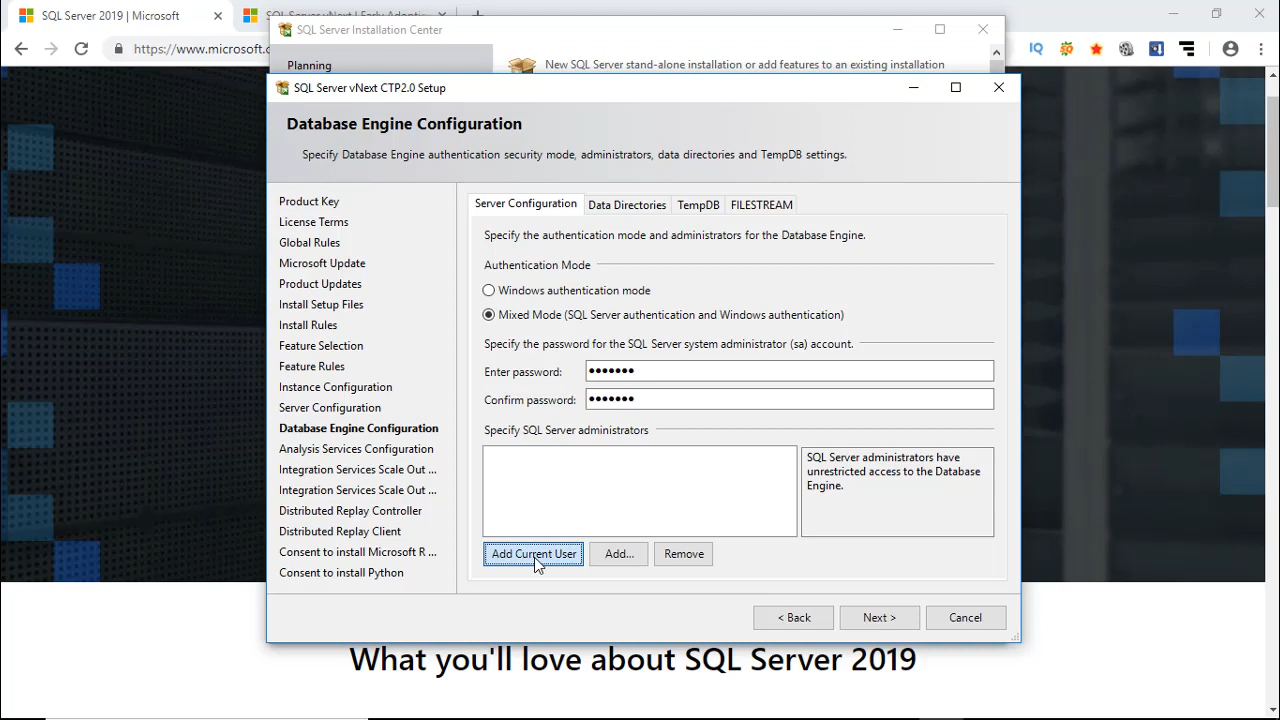 SQL Server 2019 | Microsoft
SQL Server vNext | Early Adopti
https://www.microsoft.c
SQL Server Installation Center
Planning
New SQL Server stand-alone installation or add features to an existing installation
SQL Server vNext CTP2.0 Setup
Database Engine Configuration
Specify Database Engine authentication security mode, administrators, data directories and TempDB settings.
Product Key
License Terms
Global Rules
Microsoft Update
Product Updates
Install Setup Files
Install Rules
Feature Selection
Feature Rules
Instance Configuration
Server Configuration
Database Engine Configuration
Analysis Services Configuration
Integration Services Scale Out ...
Integration Services Scale Out ...
Distributed Replay Controller
Distributed Replay Client
Consent to install Microsoft R ...
Consent to install Python
Server Configuration Data Directories TempDB FILESTREAM
Specify the authentication mode and administrators for the Database Engine.
Authentication Mode
Windows authentication mode
Mixed Mode (SQL Server authentication and Windows authentication)
Specify the password for the SQL Server system administrator (sa) account.
Enter password: ●●●●●●●
Confirm password: ●●●●●●●
Specify SQL Server administrators
SQL Server administrators have
unrestricted access to the Database
Engine.
Add Current User Add... Remove
< Back Next > Cancel
What you'll love about SQL Server 2019